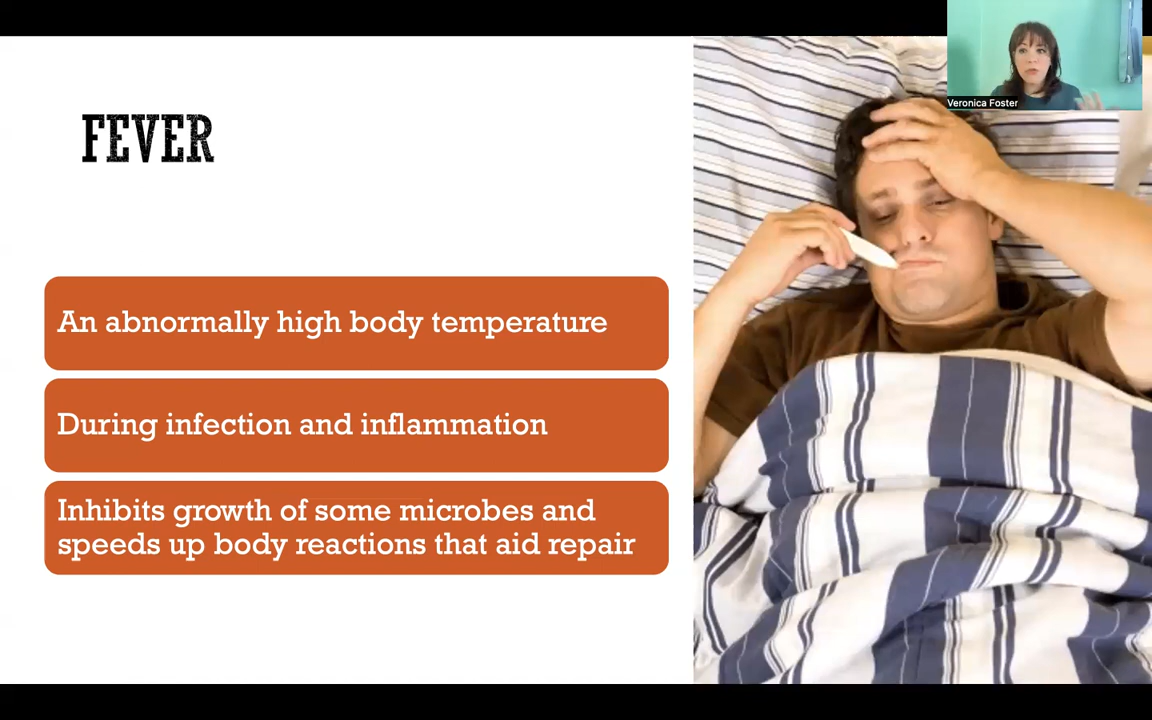 Veronica Foster
FEVER
An abnormally high body temperature
During infection and inflammation
Inhibits growth of some microbes and
speeds up body reactions that aid repair